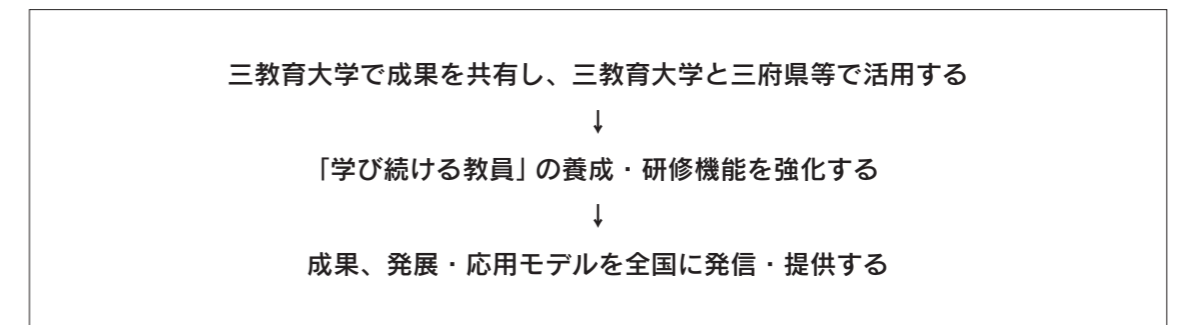 三教育大学で成果を共有し、三教育大学と三府県等で活用する
↓
「学び続ける教員」の養成・研修機能を強化する
↓
成果、発展・応用モデルを全国に発信・提供する